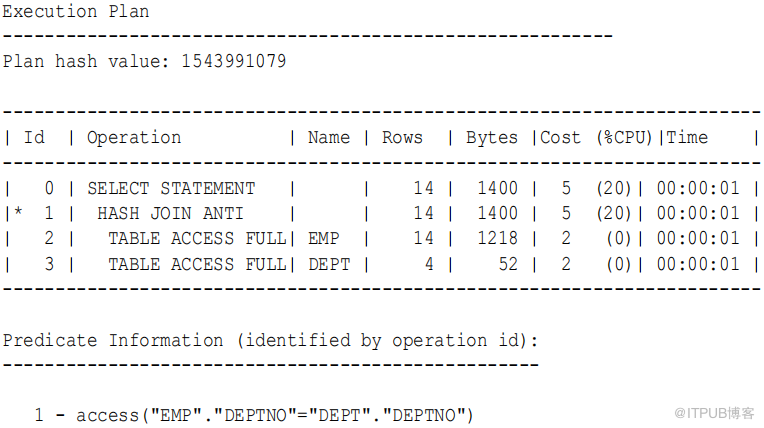 Execution Plan
----------------------------------------------------------
Plan hash value: 1543991079
---------------------------------------------------------------------------
| Id  | Operation          | Name | Rows  | Bytes |Cost (%CPU)|Time     |
---------------------------------------------------------------------------
|   0 | SELECT STATEMENT   |      |    14 |  1400 |  5  (20)| 00:00:01 |
|*  1 |  HASH JOIN ANTI    |      |    14 |  1400 |  5  (20)| 00:00:01 |
|   2 |   TABLE ACCESS FULL| EMP  |    14 |  1218 |  2   (0)| 00:00:01 |
|   3 |   TABLE ACCESS FULL| DEPT |     4 |    52 |  2   (0)| 00:00:01 |
---------------------------------------------------------------------------
Predicate Information (identified by operation id):
---------------------------------------------------
1 - access("EMP"."DEPTNO"="DEPT"."DEPTNO")
@ITPUB博客